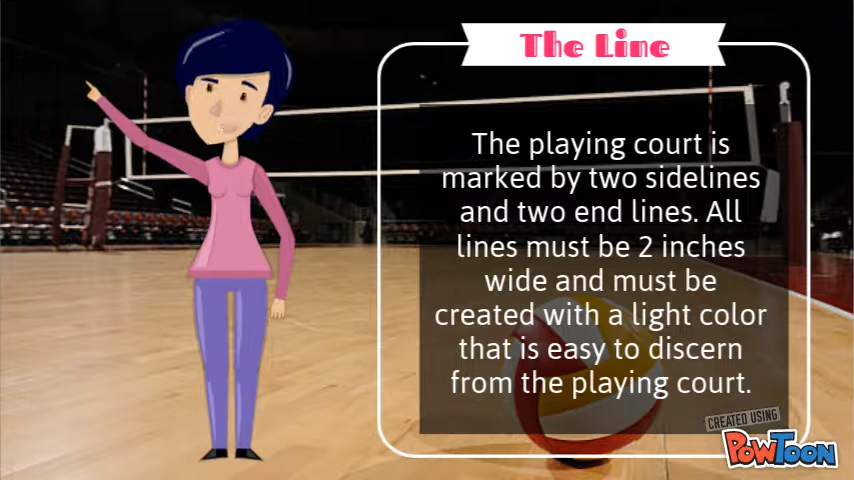 The Line
The playing court is
marked by two sidelines
and two end lines. All
lines must be 2 inches
wide and must be
created with a light color
that is easy to discern
from the playing court.
CREATED USING
POWTOON